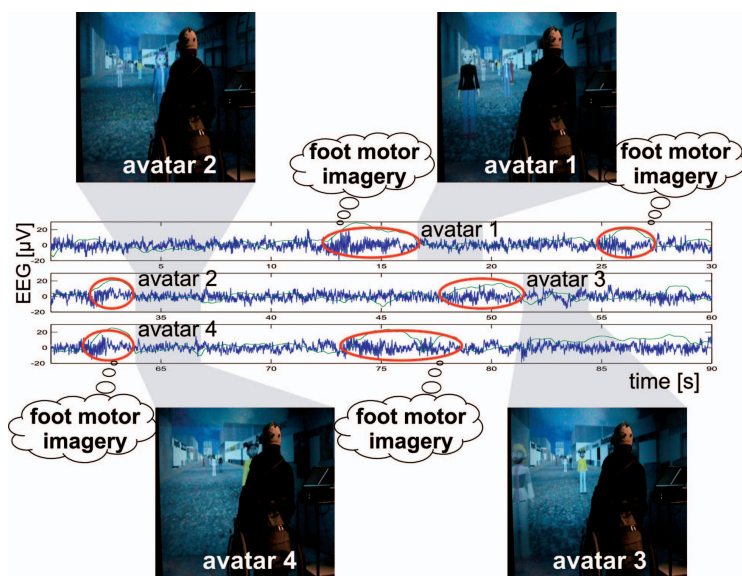 avatar 2
avatar 1
foot motor
imagery
foot motor
imagery
EEG [µV]
20
0
-20
avatar 1
5
10
15
20
25
30
20
0
-20
avatar 2
avatar 3
35
40
45
50
55
60
20
0
-20
avatar 4
65
70
75
80
85
90
time [s]
foot motor
imagery
foot motor
imagery
avatar 4
avatar 3